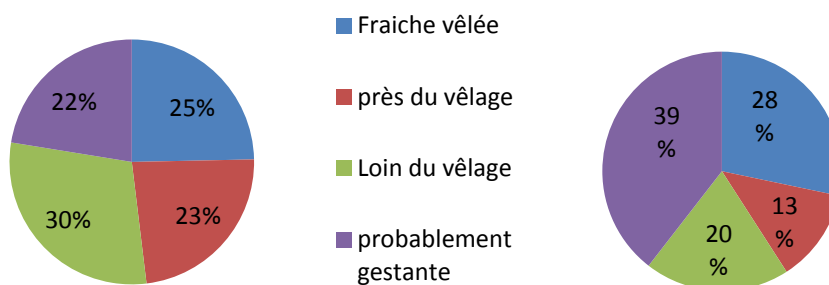 22%
25%
30%
23%
Fraiche vêlée
près du vêlage
Loin du vêlage
probablement
gestante
39
%
28
%
20
%
13
%